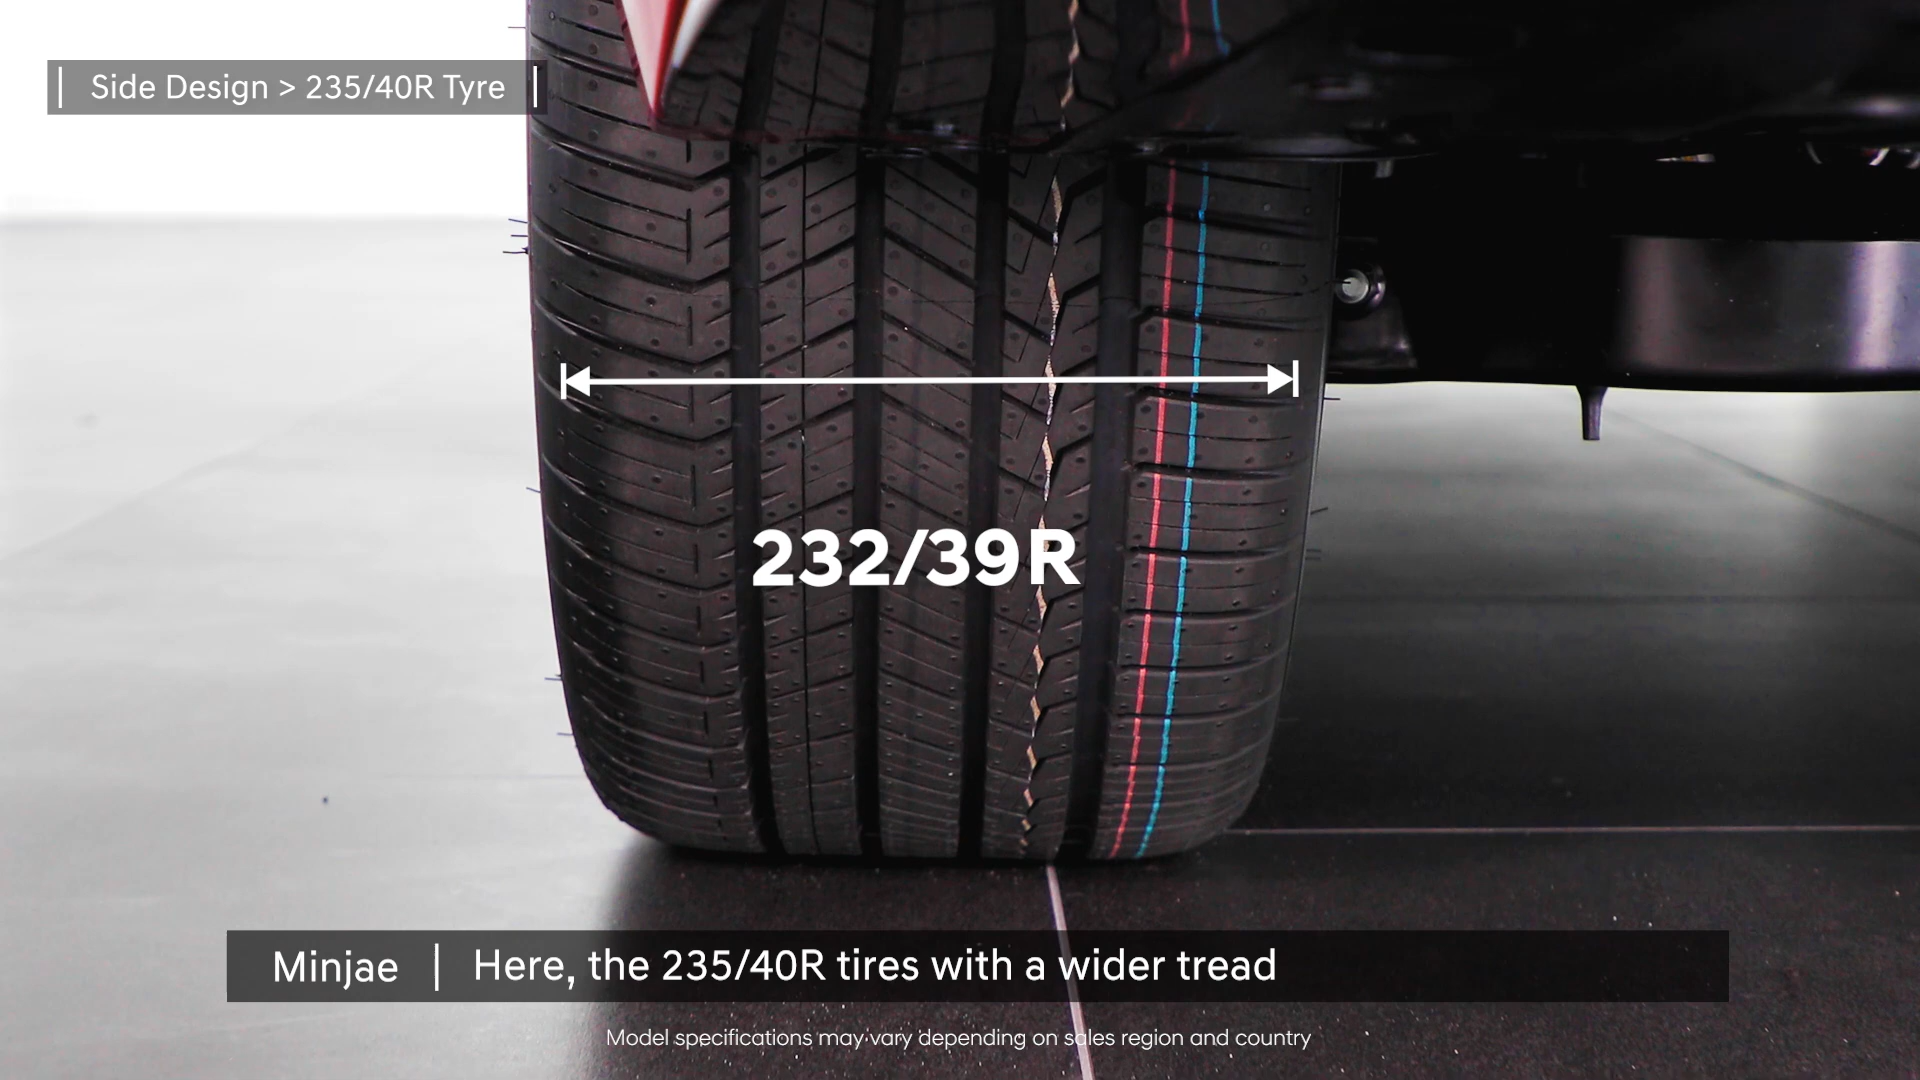 Side Design > 235/40R Tyre
232/39R
Minjae | Here, the 235/40R tires with a wider tread
Model specifications may vary depending on sales region and country